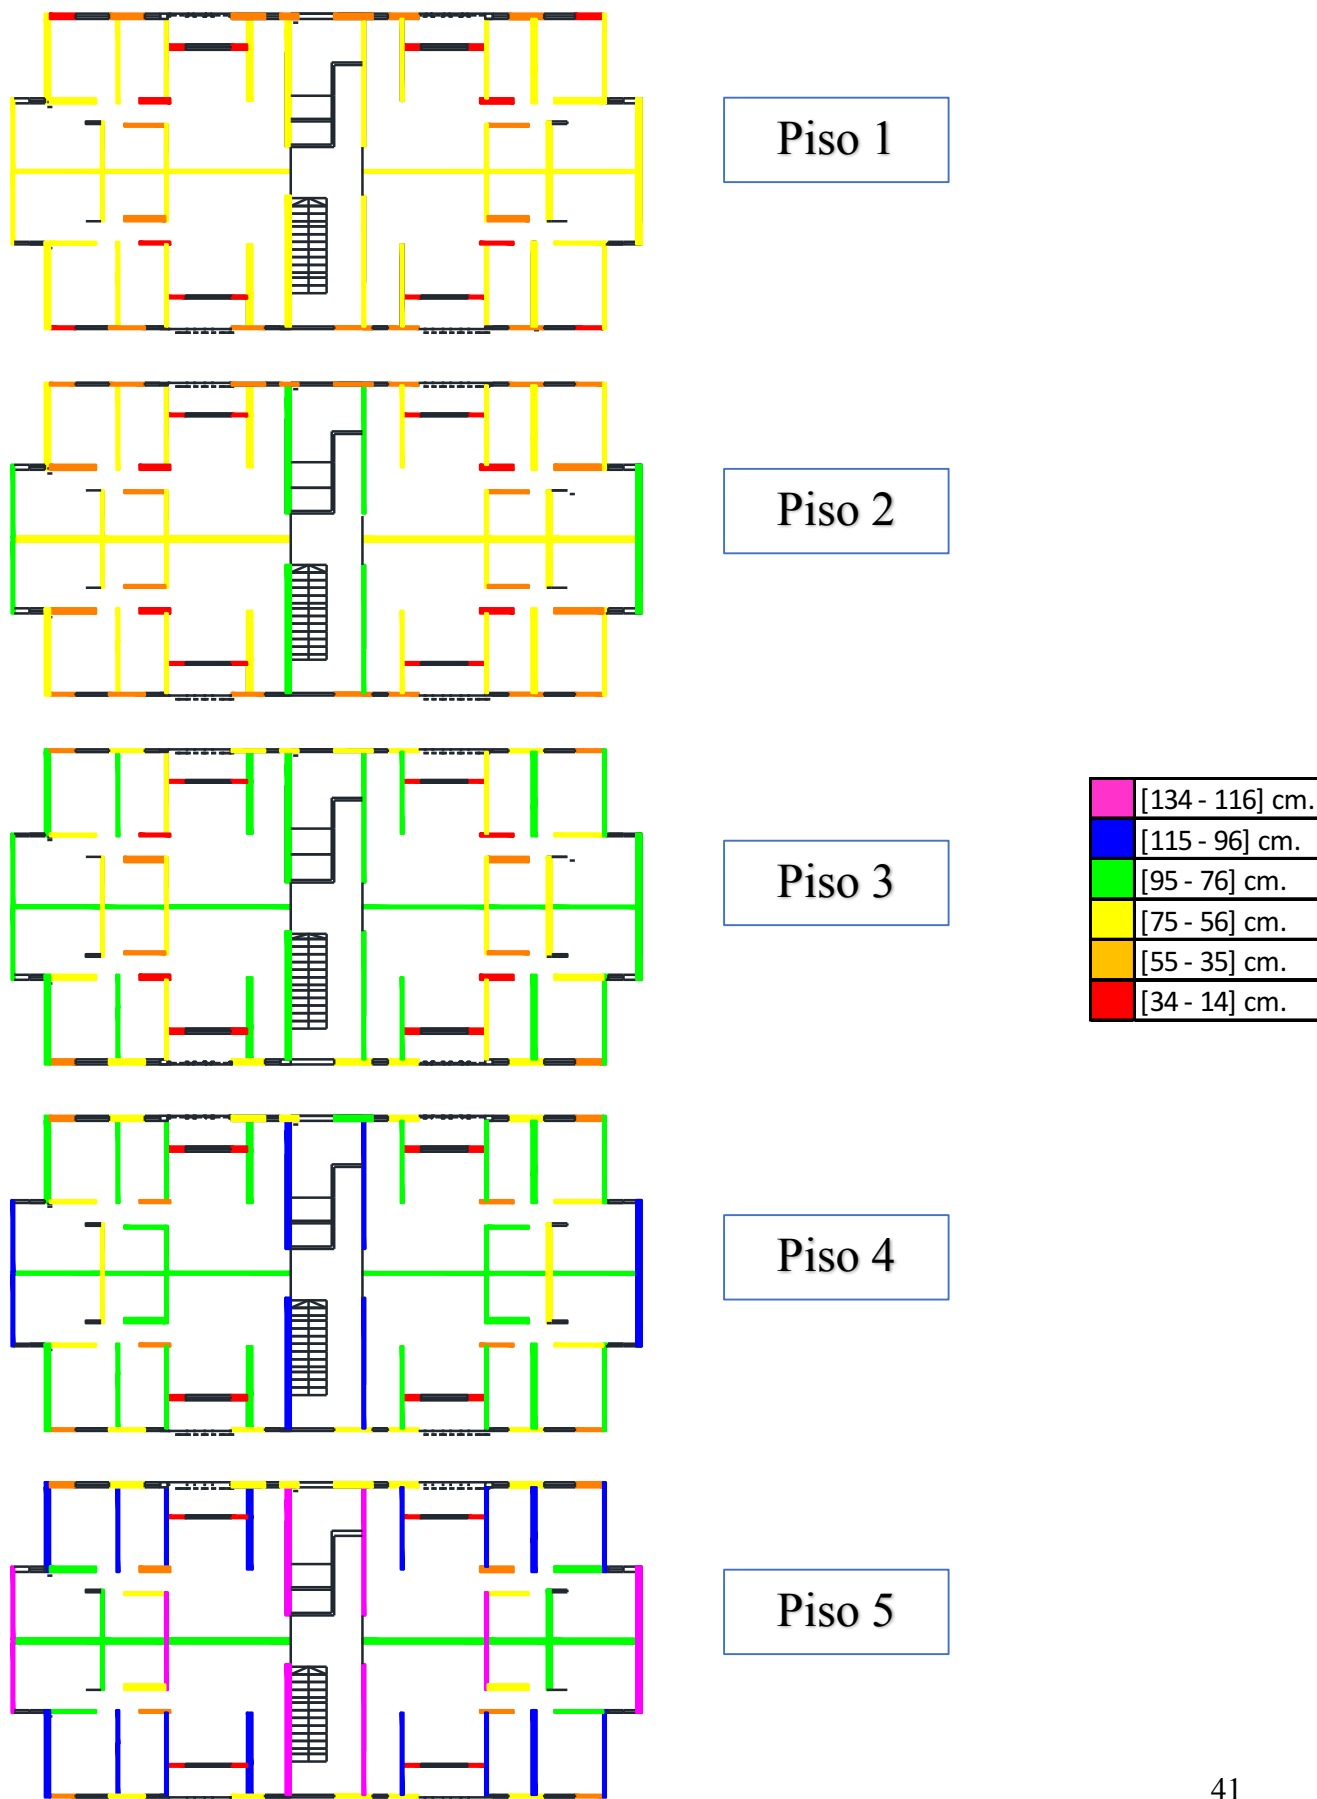 Piso 1
Piso 2
Piso 3
[134 - 116] cm.
[115 - 96] cm.
[95 - 76] cm.
[75 - 56] cm.
[55 - 35] cm.
[34 - 14] cm.
Piso 4
Piso 5
41